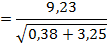 = 9,23 / √(0,38 + 3,25)